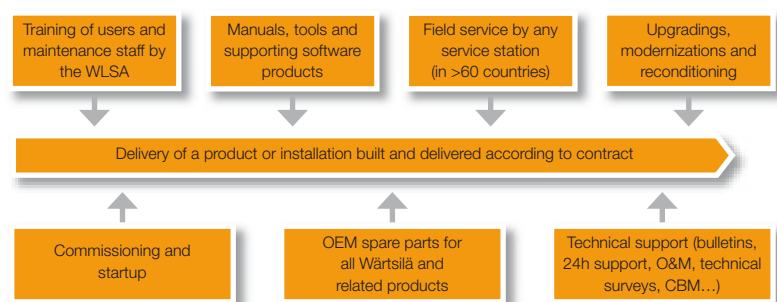 Training of users and
maintenance staff by
the WLSA
Manuals, tools and
supporting software
products
Field service by any
service station
(in >60 countries)
Upgradings,
modernizations and
reconditioning
Delivery of a product or installation built and delivered according to contract
Commissioning and
startup
OEM spare parts for
all Wärtsilä and
related products
Technical support (bulletins,
24h support, O&M, technical
surveys, CBM…)